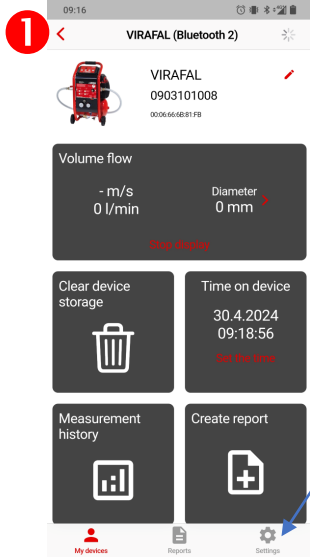 1
09:16
VIRAFAL (Bluetooth 2)
VIRAFAL
0903101008
00:06:66:6B:81:FB
Volume flow
- m/s
0 l/min
Diameter
0 mm
Stop display
Clear device
storage
Time on device
30.4.2024
09:18:56
Set the time
Measurement
history
Create report
My devices
Reports
Settings